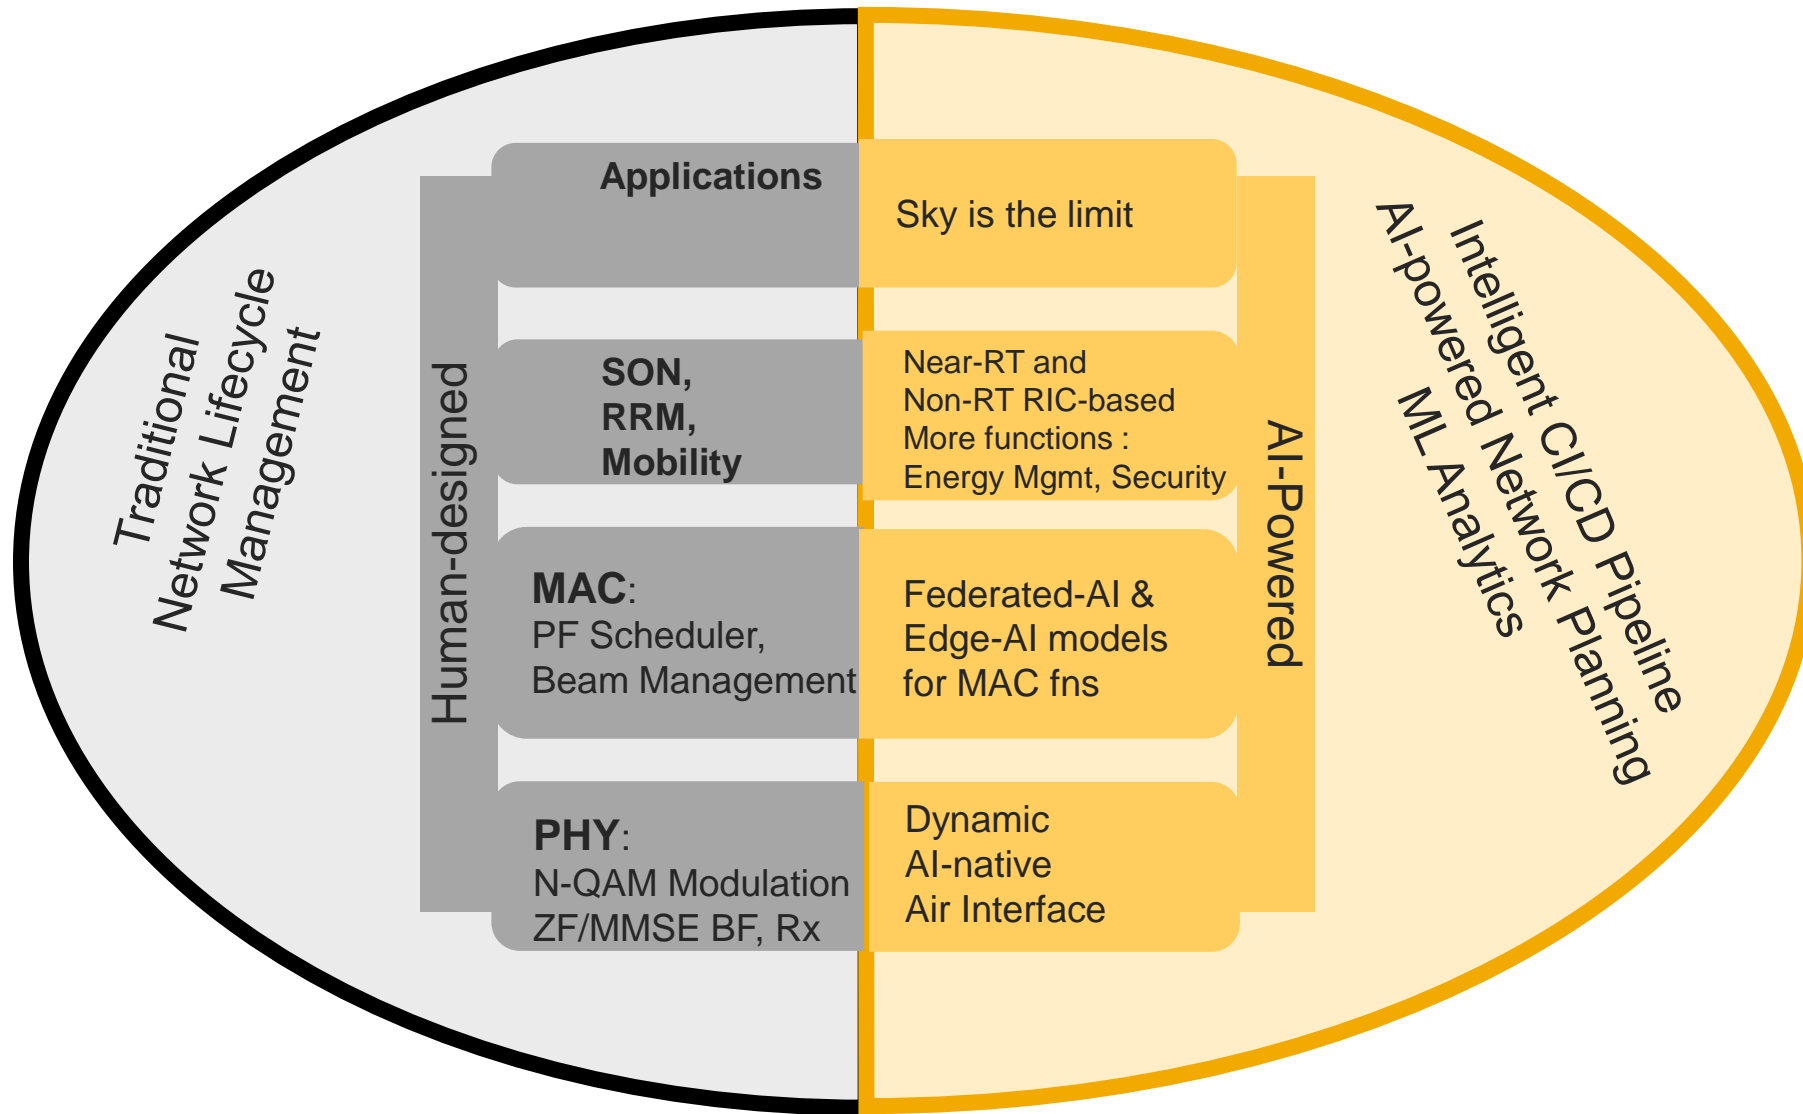 Traditional
Network Lifecycle
Management
Human-designed
Applications
SON,
RRM,
Mobility
MAC:
PF Scheduler,
Beam Management
PHY:
N-QAM Modulation
ZF/MMSE BF, Rx
Sky is the limit
Near-RT and
Non-RT RIC-based
More functions :
Energy Mgmt, Security
Federated-AI &
Edge-AI models
for MAC fns
Dynamic
AI-native
Air Interface
AI-Powered
Intelligent CI/CD Pipeline
AI-powered Network Planning
ML Analytics